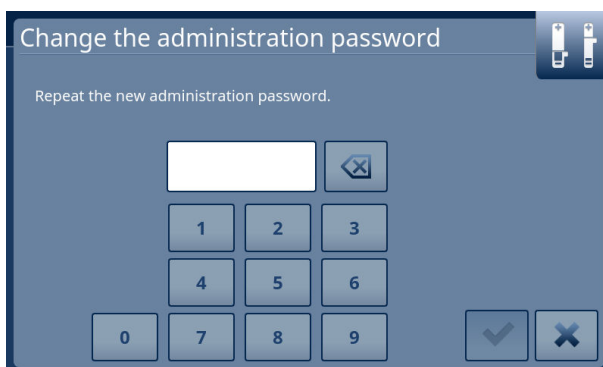 Change the administration password
Repeat the new administration password.
1 2 3
4 5 6
0 7 8 9